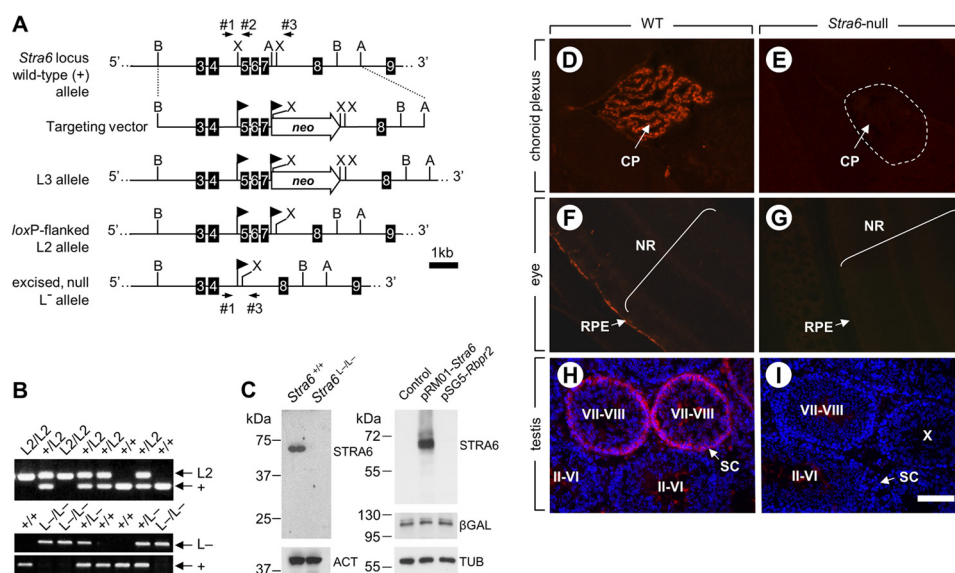 A
#1 #2 #3
B X A X B A
Stra6 locus
wild-type (+)
allele
5’ 3 4 5 6 7 8 9 3’
B X X X B A
Targeting vector
3 4 5 6 7 neo 8
B X X X B A
L3 allele
5’ 3 4 5 6 7 neo 8 3’
B X B A
loxP-flanked
L2 allele
5’ 3 4 5 6 7 8 9 3’
1kb
B X B A
excised, null
L⁻ allele
5’ 3 4 8 9 3’
#1 #3
B
L2/L2 +/L2 L2/L2 +/L2 +/L2 +/+ +/L2 +/+
L2
+
+/+ L–/L– L–/L– +/L– +/+ +/+ +/L– L–/L–
L–
+
C
Stra6 +/+
Stra6 L–/L–
kDa
75
STRA6
37
25
37
ACT
Control
pRM01-Stra6
pSG5-Rbpr2
kDa
72
STRA6
55
130
βGAL
95
55
TUB
WT
Stra6-null
choroid plexus
D
CP
E
CP
eye
F
NR
RPE
G
NR
RPE
testis
H
VII-VIII
VII-VIII
SC
II-VI
II-VI
I
VII-VIII
X
II-VI
SC